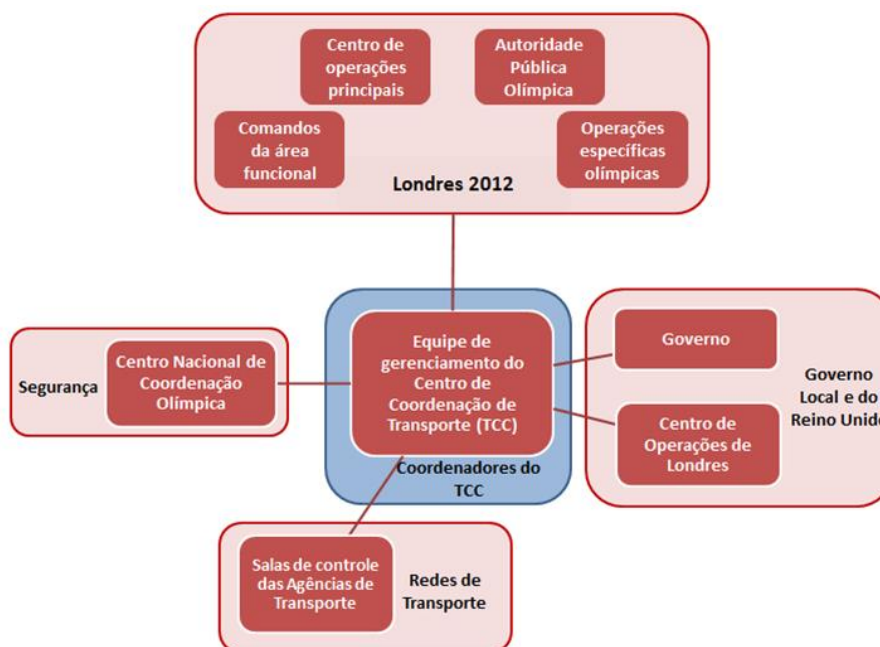 Centro de
operações
principais
Autoridade
Pública
Olímpica
Comandos
da área
funcional
Operações
específicas
olímpicas
Londres 2012
Segurança
Centro Nacional de
Coordenação
Olímpica
Equipe de
gerenciamento do
Centro de
Coordenação de
Transporte (TCC)
Coordenadores do
TCC
Governo
Centro de
Operações de
Londres
Governo
Local e do
Reino Unido
Salas de controle
das Agências de
Transporte
Redes de
Transporte